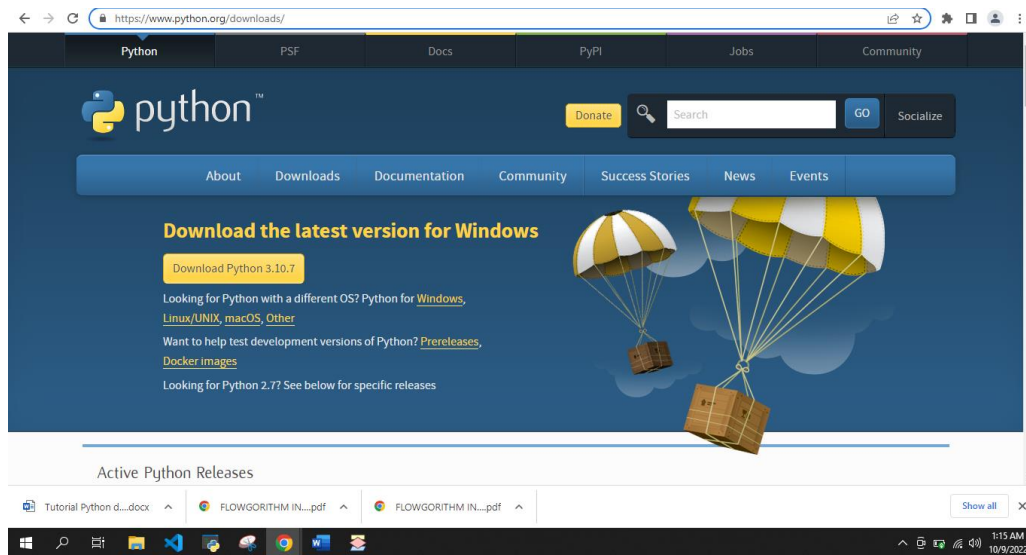 https://www.python.org/downloads/
Python PSF Docs PyPI Jobs Community
python™
Donate Search GO Socialize
About Downloads Documentation Community Success Stories News Events
Download the latest version for Windows
Download Python 3.10.7
Looking for Python with a different OS? Python for Windows,
Linux/UNIX, macOS, Other
Want to help test development versions of Python? Prereleases,
Docker images
Looking for Python 2.7? See below for specific releases
Active Python Releases
Tutorial Python d....docx FLOWGORITHM IN....pdf FLOWGORITHM IN....pdf Show all
1:15 AM